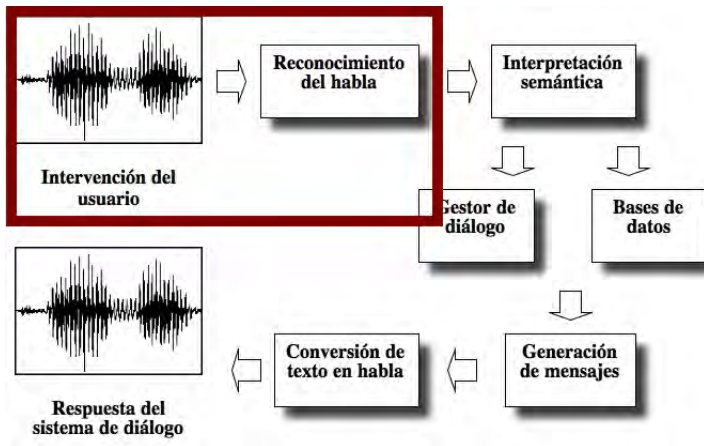 Reconocimiento
del habla
Interpretación
semántica
Intervención del
usuario
Gestor de
diálogo
Bases de
datos
Conversión de
texto en habla
Generación
de mensajes
Respuesta del
sistema de diálogo